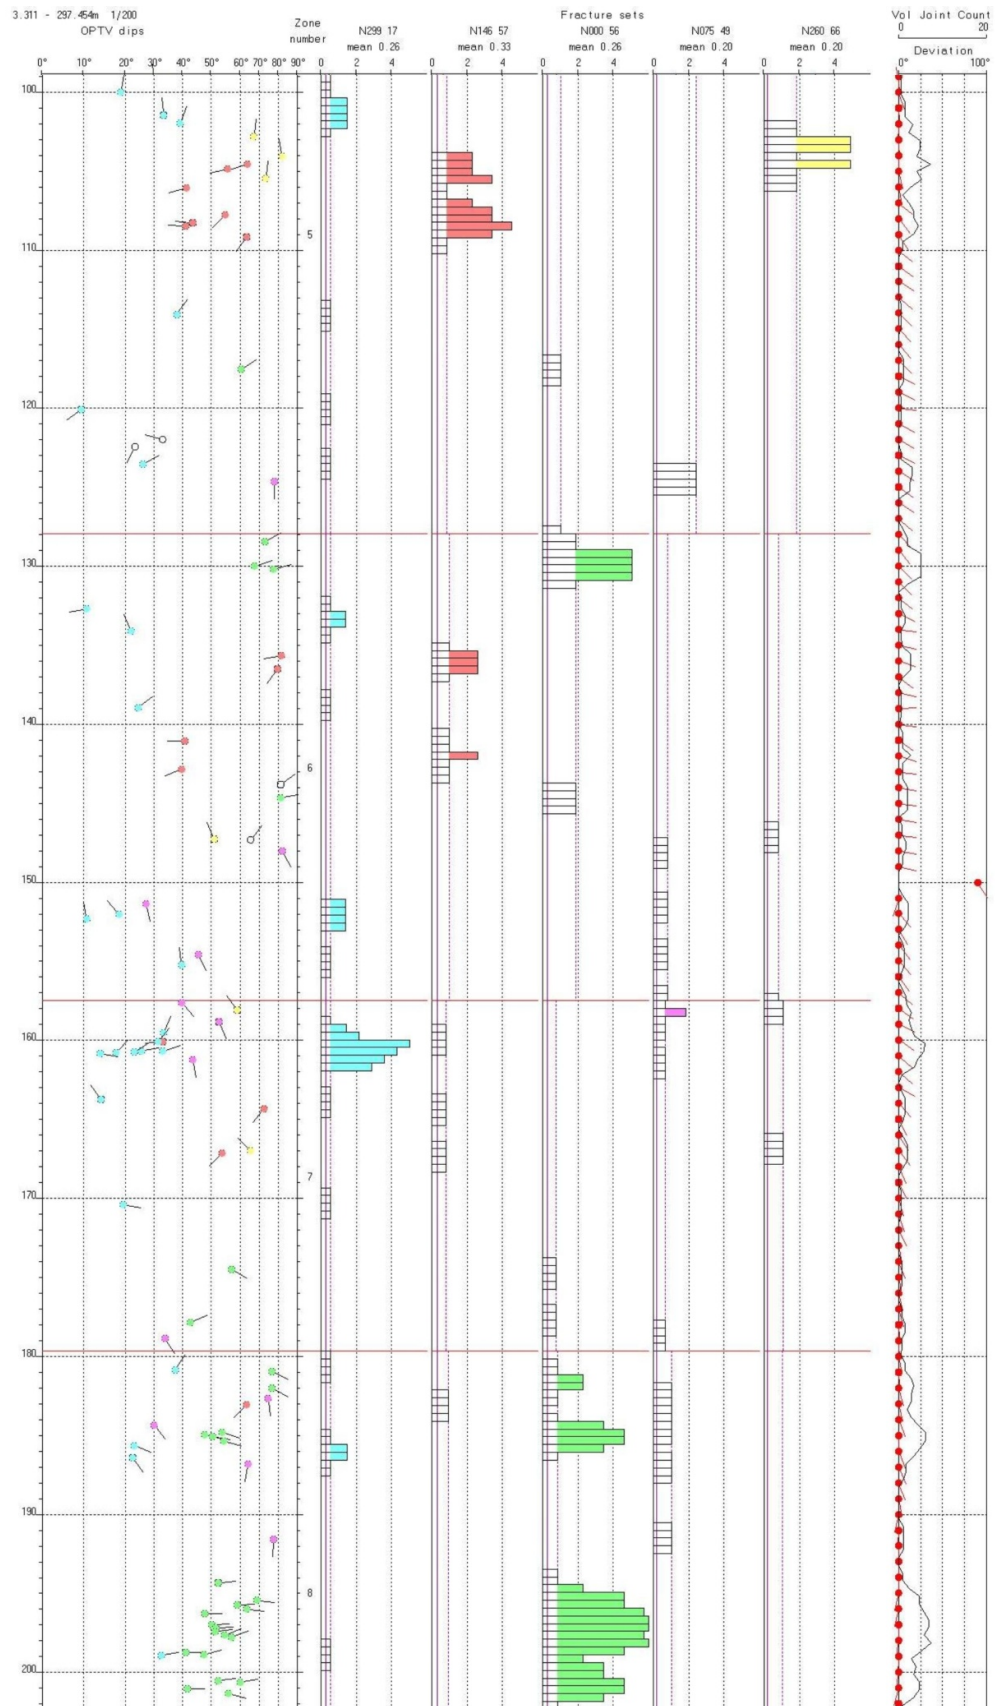 3.311 - 297.454m 1/200
OPTV dips
Zone
number
Fracture sets
N299 17
mean 0.26
N146 57
mean 0.33
N000 56
mean 0.26
N075 49
mean 0.20
N260 66
mean 0.20
Vol Joint Count
0 20
Deviation
0° 10° 20° 30° 40° 50° 60° 70° 80° 90°
0 2 4
0 2 4
0 2 4
0 2 4
0 2 4
0 100
100
5
110
120
130
140
6
150
160
7
170
180
190
8
200